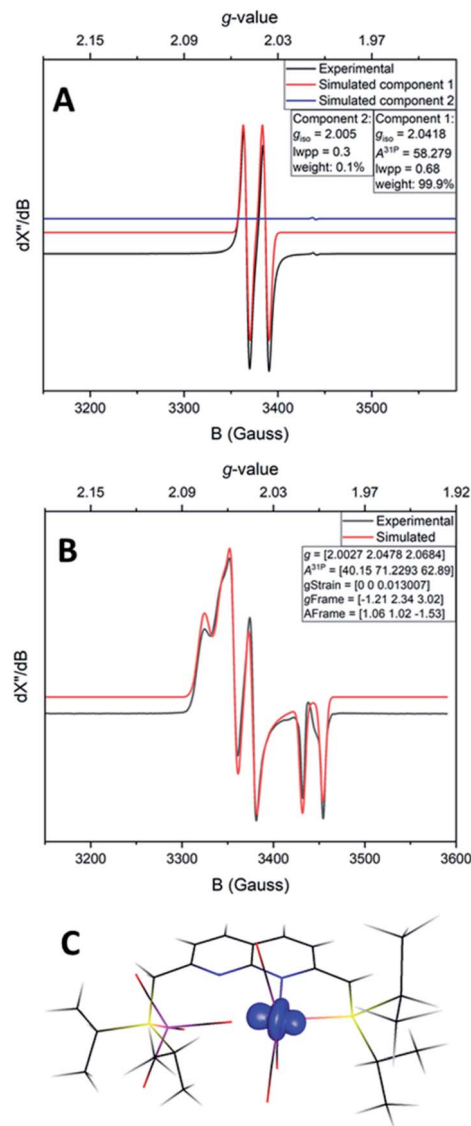 g-value
2.15 2.09 2.03 1.97
A
Experimental
Simulated component 1
Simulated component 2
Component 2:
g iso = 2.005
lwpp = 0.3
weight: 0.1%
Component 1:
g iso = 2.0418
A31P = 58.279
lwpp = 0.68
weight: 99.9%
dX"/dB
3200 3300 3400 3500
B (Gauss)
g-value
2.15 2.09 2.03 1.97 1.92
B
Experimental
Simulated
g = [2.0027 2.0478 2.0684]
A31P = [40.15 71.2293 62.89]
gStrain = [0 0 0.013007]
gFrame = [-1.21 2.34 3.02]
AFrame = [1.06 1.02 -1.53]
dX"/dB
3200 3300 3400 3500 3600
B (Gauss)
C